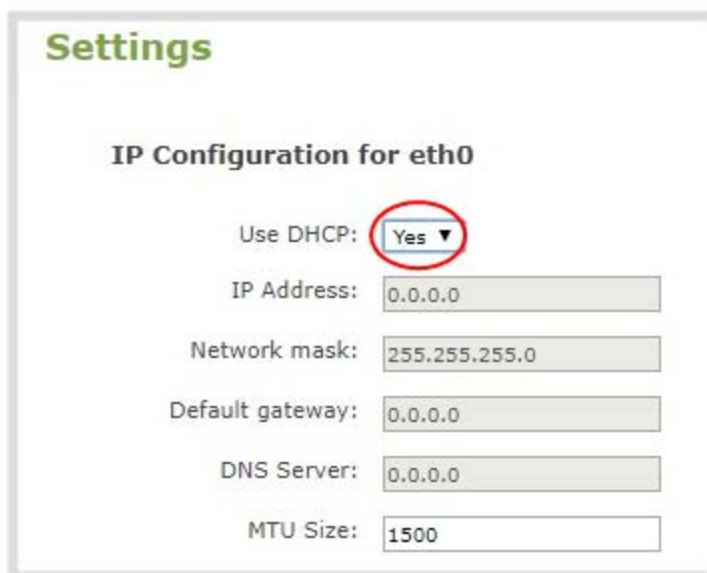 Settings
IP Configuration for eth0
Use DHCP: Yes ▼
IP Address: 0.0.0.0
Network mask: 255.255.255.0
Default gateway: 0.0.0.0
DNS Server: 0.0.0.0
MTU Size: 1500